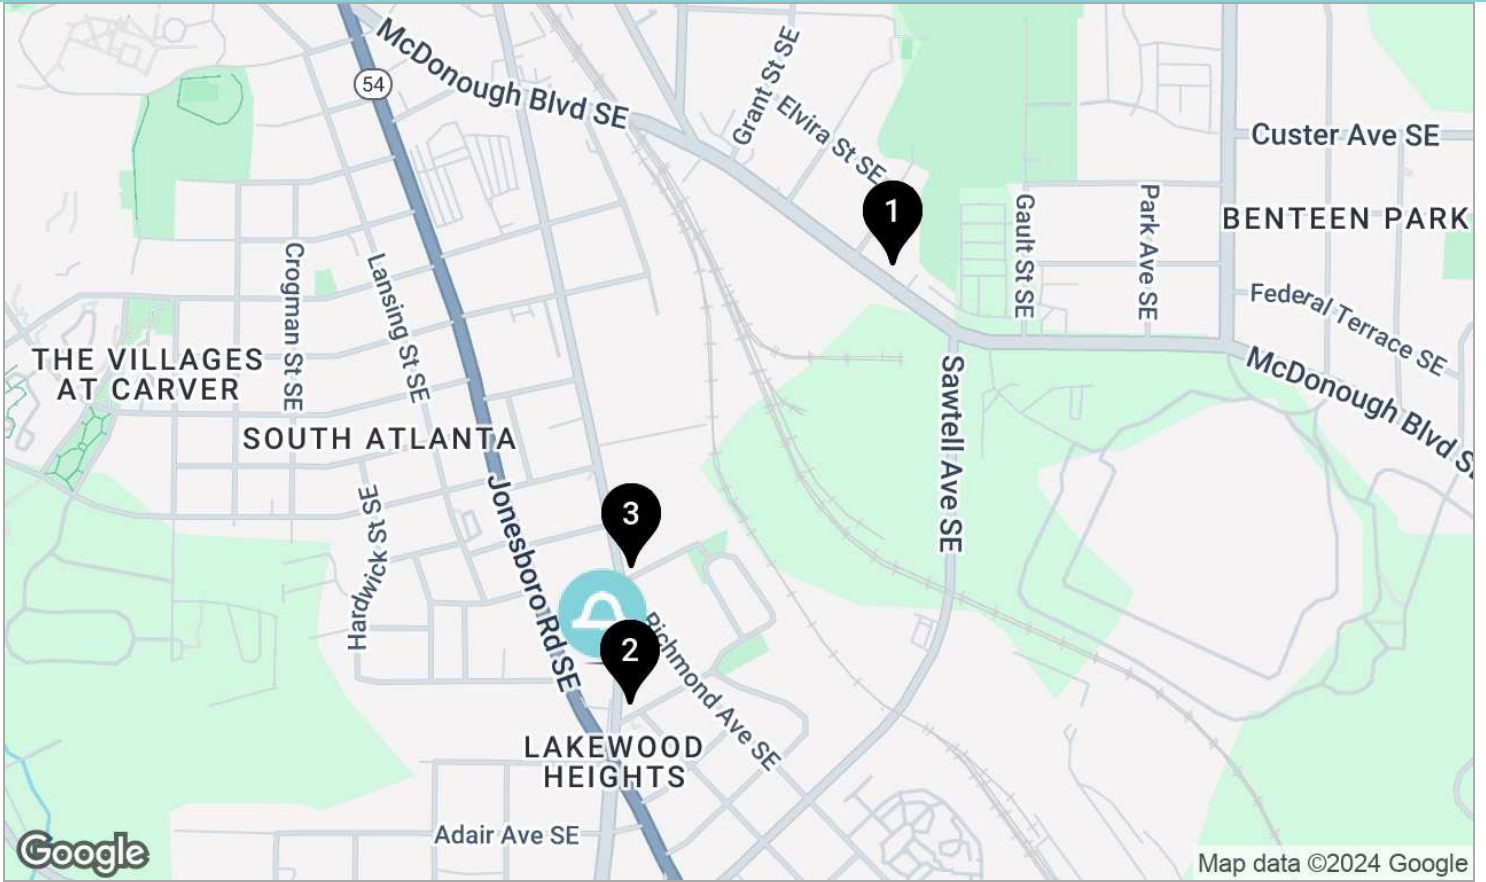 McDonough Blvd SE
54
Grant St SE
Elvira St SE
Custer Ave SE
1
Gault St SE
Park Ave SE
BENTEEN PARK
Crogman St SE
Lansing St SE
Federal Terrace SE
THE VILLAGES
AT CARVER
McDonough Blvd S
Sawtell Ave SE
SOUTH ATLANTA
Jonesboro Rd SE
Hardwick St SE
3
2
Richmond Ave SE
LAKEWOOD
HEIGHTS
Adair Ave SE
Google
Map data ©2024 Google